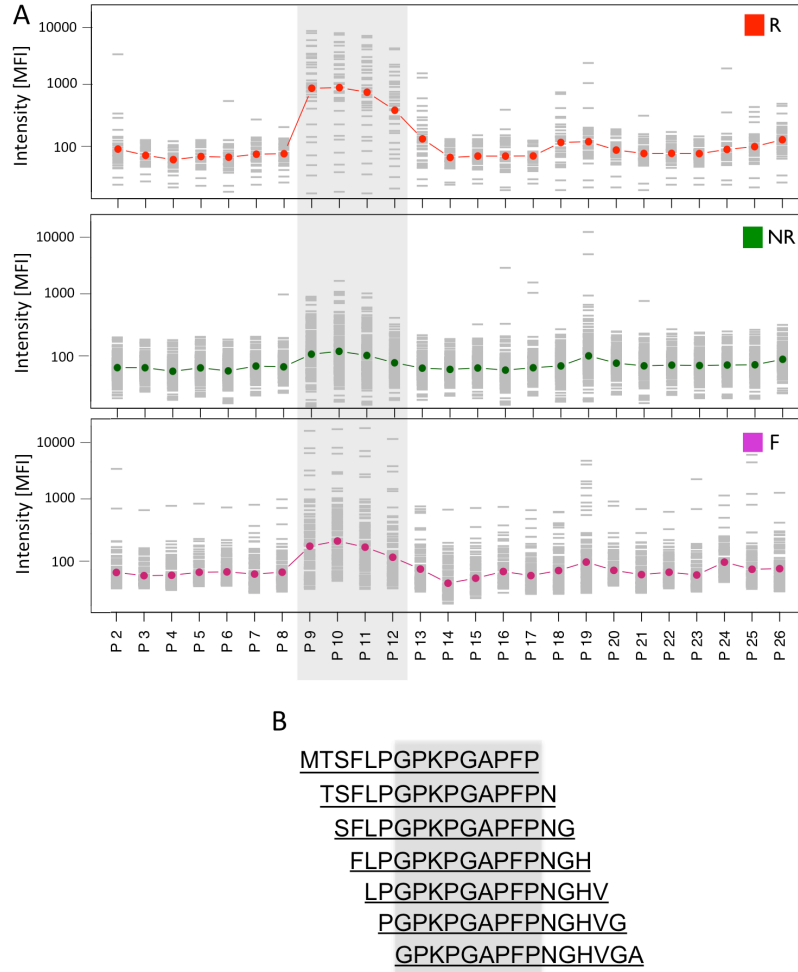 A
R
10000
1000
100
Intensity [MFI]
NR
10000
1000
100
Intensity [MFI]
F
10000
1000
100
Intensity [MFI]
P 2 P 3 P 4 P 5 P 6 P 7 P 8 P 9 P 10 P 11 P 12 P 13 P 14 P 15 P 16 P 17 P 18 P 19 P 20 P 21 P 22 P 23 P 24 P 25 P 26
B
MTSFLPGPKPGAPFP
TSFLPGPKPGAPFPN
SFLPGPKPGAPFPNG
FLPGPKPGAPFPNGH
LPGPKPGAPFPNGHV
PGPKPGAPFPNGHVG
GPKPGAPFPNGHVGA